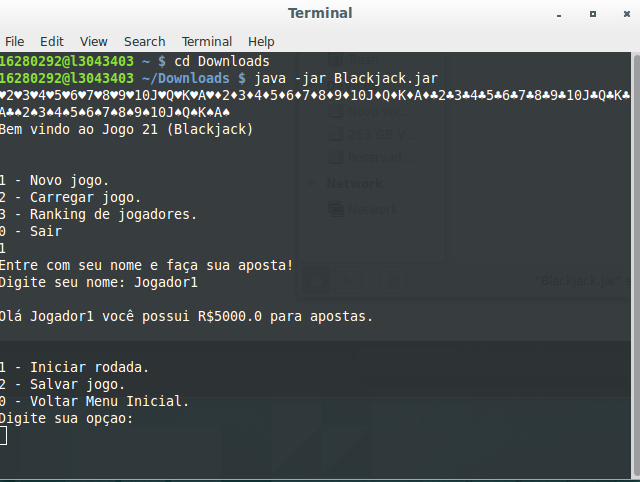 Terminal
File Edit View Search Terminal Help
16280292@l3043403 ~ $ cd Downloads
16280292@l3043403 ~/Downloads $ java -jar Blackjack.jar
♥2♥3♥4♥5♥6♥7♥8♥9♥10J♥Q♥K♥A♥♦2♦3♦4♦5♦6♦7♦8♦9♦10J♦Q♦K♦A♦♣2♣3♣4♣5♣6♣7♣8♣9♣10J♣Q♣K♣
A♣♠2♠3♠4♠5♠6♠7♠8♠9♠10J♠Q♠K♠A♠
Bem vindo ao Jogo 21 (Blackjack)
1 - Novo jogo.
2 - Carregar jogo.
3 - Ranking de jogadores.
0 - Sair
1
Entre com seu nome e faça sua aposta!
Digite seu nome: Jogador1
Olá Jogador1 você possui R$5000.0 para apostas.
1 - Iniciar rodada.
2 - Salvar jogo.
0 - Voltar Menu Inicial.
Digite sua opçao:
Network
Network
"Blackjack.jar" s